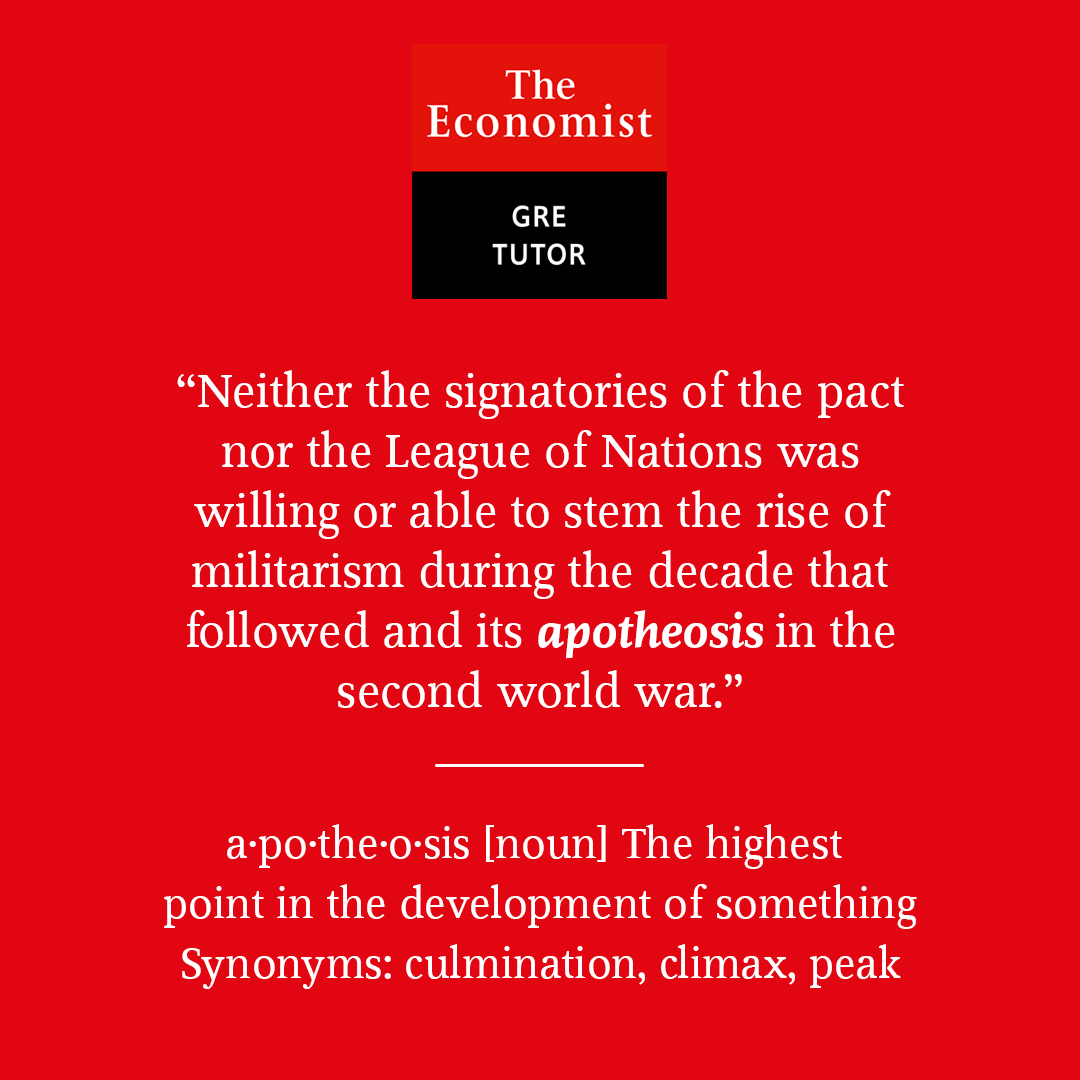 The
Economist
GRE
TUTOR
“Neither the signatories of the pact
nor the League of Nations was
willing or able to stem the rise of
militarism during the decade that
followed and its apotheosis in the
second world war.”
a·po·the·o·sis [noun] The highest
point in the development of something
Synonyms: culmination, climax, peak